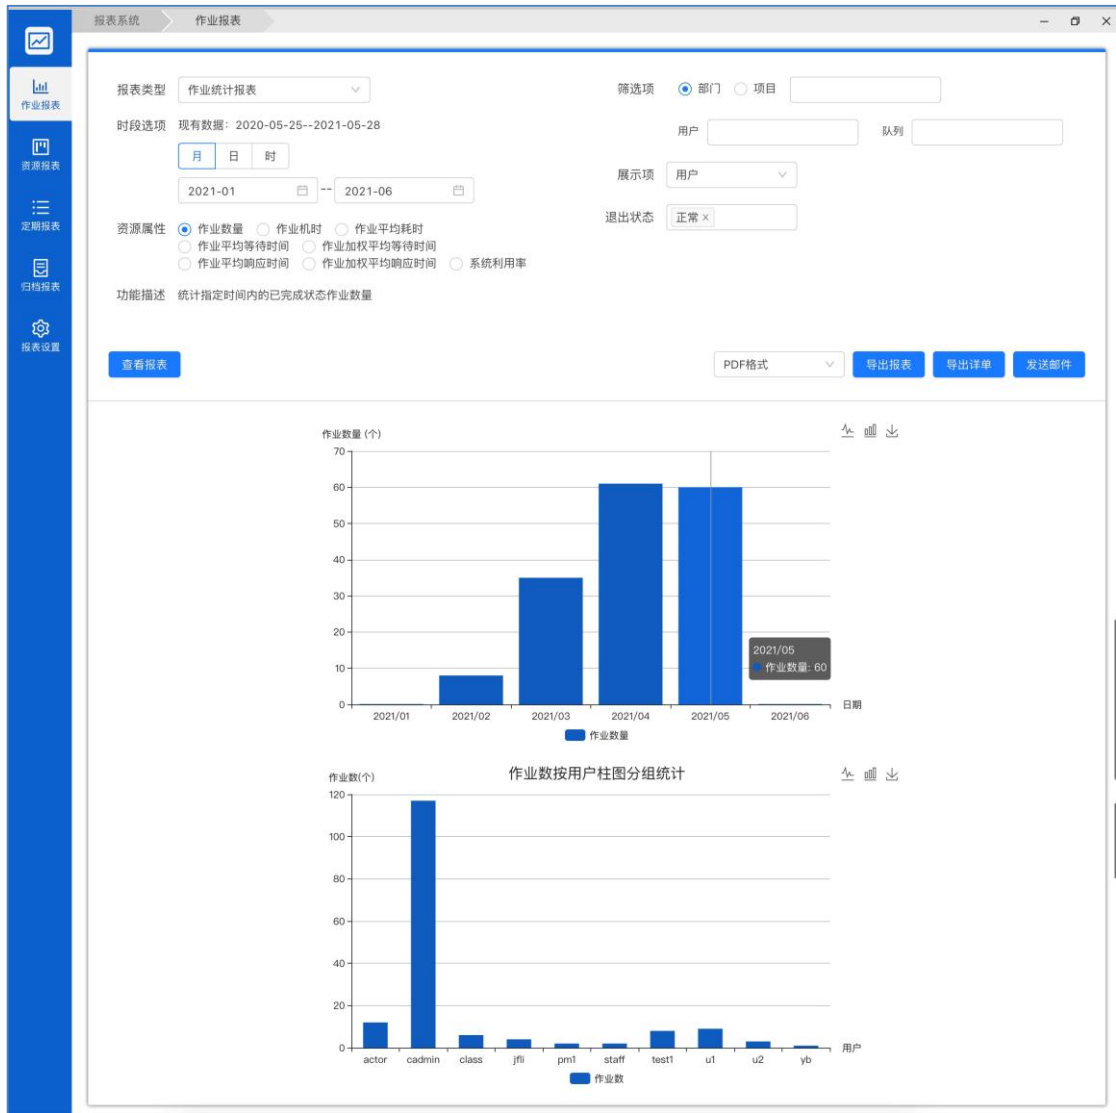 报表系统 作业报表
作业报表
资源报表
定期报表
归档报表
报表设置
报表类型 作业统计报表
时段选项 现有数据：2020-05-25--2021-05-28
月 日 时
2021-01 -- 2021-06
资源属性 作业数量 作业机时 作业平均耗时
作业平均等待时间 作业加权平均等待时间
作业平均响应时间 作业加权平均响应时间 系统利用率
功能描述 统计指定时间内的已完成状态作业数量
筛选项 部门 项目
用户 队列
展示项 用户
退出状态 正常 ×
查看报表 PDF格式 导出报表 导出详单 发送邮件
作业数量 (个)
70
60
50
40
30
20
10
0
2021/05
作业数量: 60
2021/01 2021/02 2021/03 2021/04 2021/05 2021/06 日期
作业数量
作业数按用户柱图分组统计
作业数(个)
120
100
80
60
40
20
0
actor cadmin class jfli pm1 staff test1 u1 u2 yb 用户
作业数